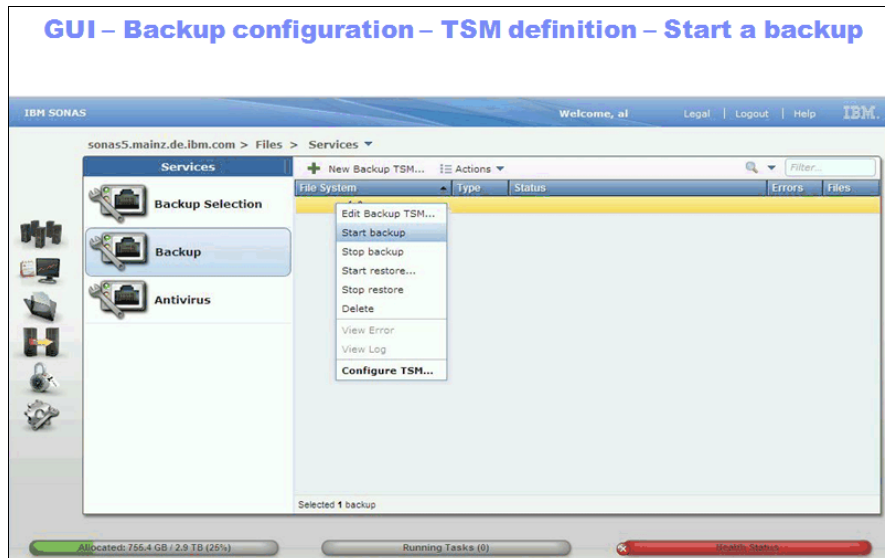 GUI – Backup configuration – TSM definition – Start a backup
IBM SONAS
Welcome, al
Legal | Logout | Help
IBM.
sonas5.mainz.de.ibm.com > Files > Services
Services
Backup Selection
Backup
Antivirus
New Backup TSM...
Actions
Filter...
File System
Type
Status
Errors
Files
Edit Backup TSM...
Start backup
Stop backup
Start restore...
Stop restore
Delete
View Error
View Log
Configure TSM...
Selected 1 backup
Allocated: 755.4 GB / 2.9 TB (25%)
Running Tasks (0)
Health Status